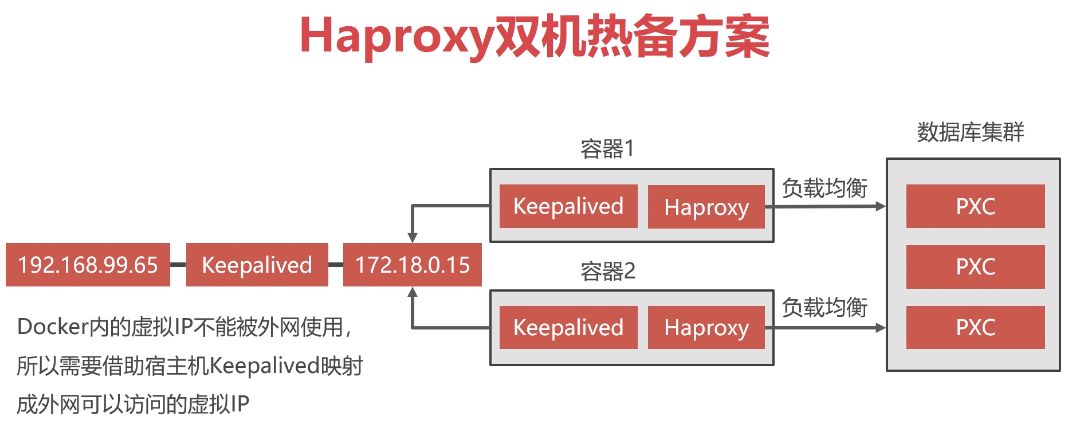 Haproxy双机热备方案
数据库集群
容器1
负载均衡
Keepalived
Haproxy
PXC
192.168.99.65
Keepalived
172.18.0.15
PXC
容器2
负载均衡
Keepalived
Haproxy
PXC
Docker内的虚拟IP不能被外网使用，
所以需要借助宿主机Keepalived映射
成外网可以访问的虚拟IP